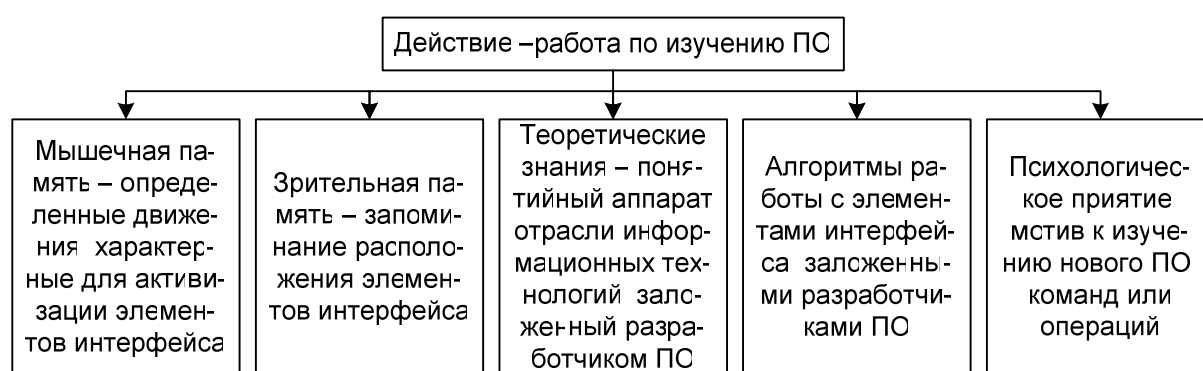 Действие –работа по изучению ПО
Мышечная па-
мять – опреде-
ленные движе-
ния характер-
ные для активи-
зации элемен-
тов интерфейса
Зрительная па-
мять – запоми-
нание располо-
жения элемен-
тов интерфейса
Теоретические
знания – поня-
тийный аппарат
отрасли инфор-
мационных тех-
нологий зало-
женный разра-
ботчиком ПО
Алгоритмы ра-
боты с элемен-
тами интерфей-
са заложенны-
ми разработчи-
ками ПО
Психологичес-
кое приятие
мотив к изуче-
нию нового ПО
команд или
операций